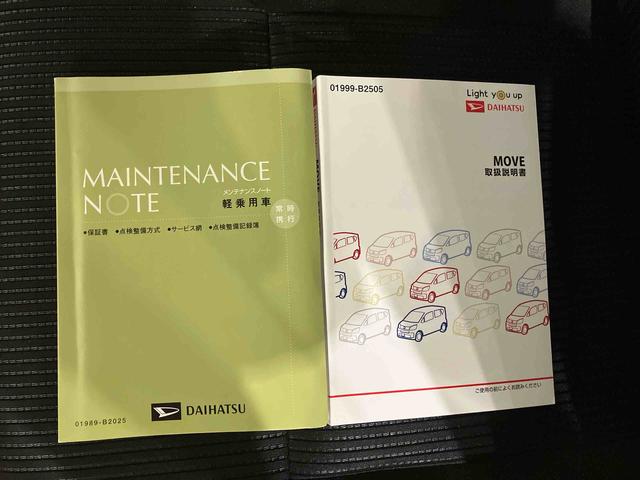 MAINTENANCE
NOTE
メンテナンスノート
軽乗用車
常時
携行
●保証書 ●点検整備方式 ●サービス網 ●点検整備記録簿
01989-B2025
DAIHATSU
01999-B2505
Light you up
DAIHATSU
MOVE
取扱説明書
ご使用の前によくお読みください